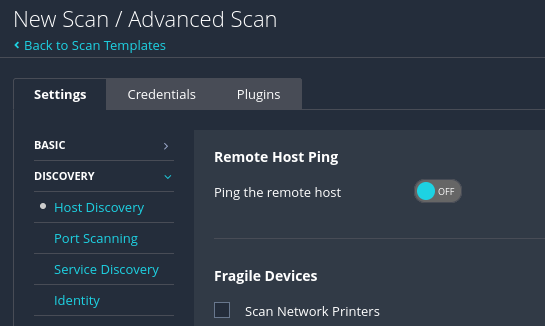 New Scan / Advanced Scan
Back to Scan Templates
Settings Credentials Plugins
BASIC
DISCOVERY
Host Discovery
Port Scanning
Service Discovery
Identity
Remote Host Ping
Ping the remote host OFF
Fragile Devices
Scan Network Printers